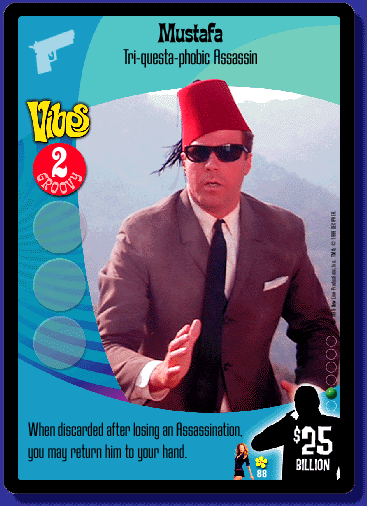 Mustafa
Tri-questa-phobic Assassin
Vibes
2
GROOVY
When discarded after losing an Assassination,
you may return him to your hand.
$25
BILLION
88